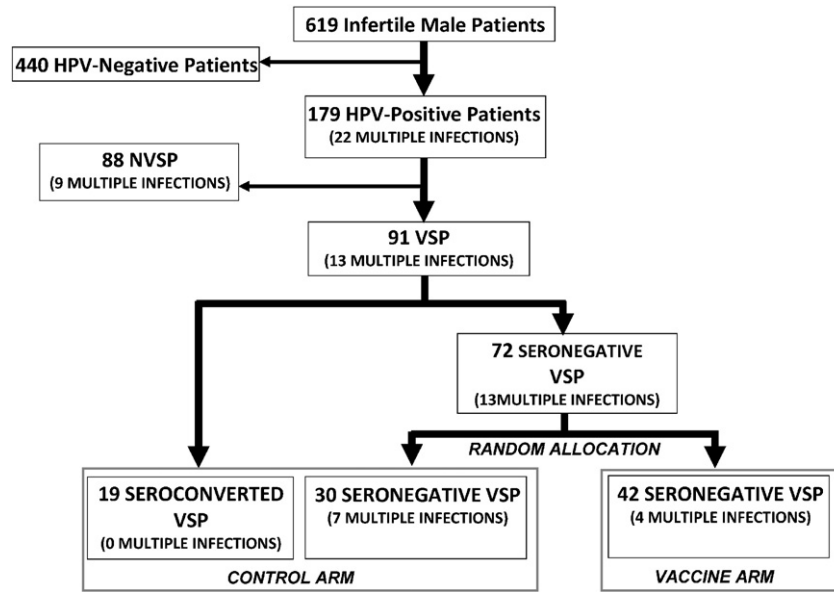 619 Infertile Male Patients
440 HPV-Negative Patients
179 HPV-Positive Patients
(22 MULTIPLE INFECTIONS)
88 NVSP
(9 MULTIPLE INFECTIONS)
91 VSP
(13 MULTIPLE INFECTIONS)
72 SERONEGATIVE
VSP
(13MULTIPLE INFECTIONS)
RANDOM ALLOCATION
19 SEROCONVERTED
VSP
(0 MULTIPLE INFECTIONS)
30 SERONEGATIVE VSP
(7 MULTIPLE INFECTIONS)
CONTROL ARM
42 SERONEGATIVE VSP
(4 MULTIPLE INFECTIONS)
VACCINE ARM